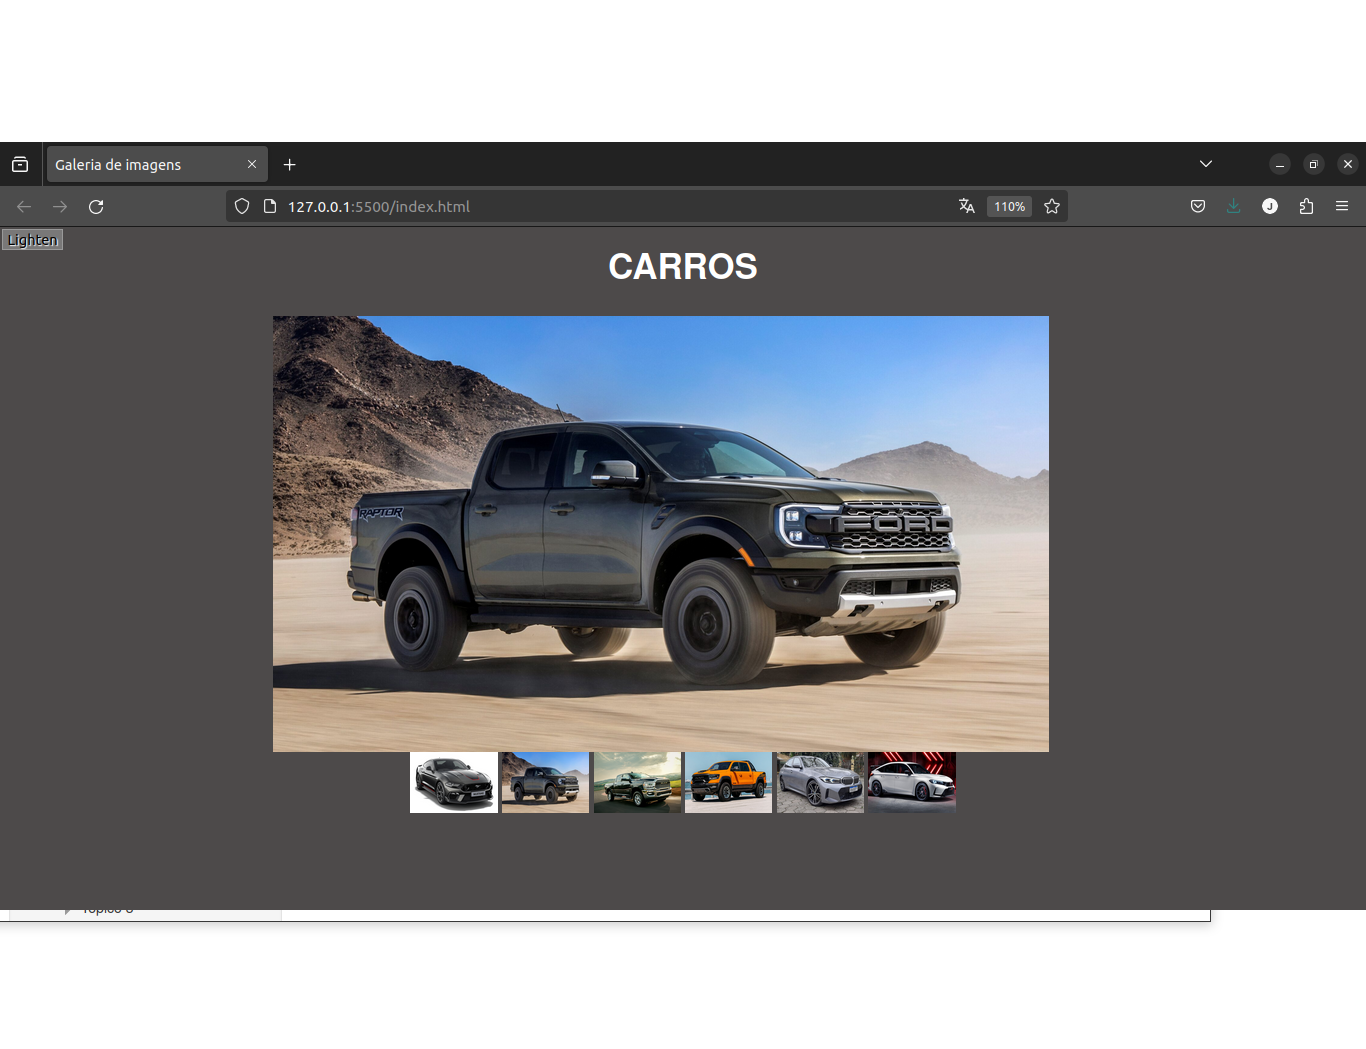 Galeria de imagens
127.0.0.1:5500/index.html
110%
J
Lighten
CARROS
RAPTOR
FORD